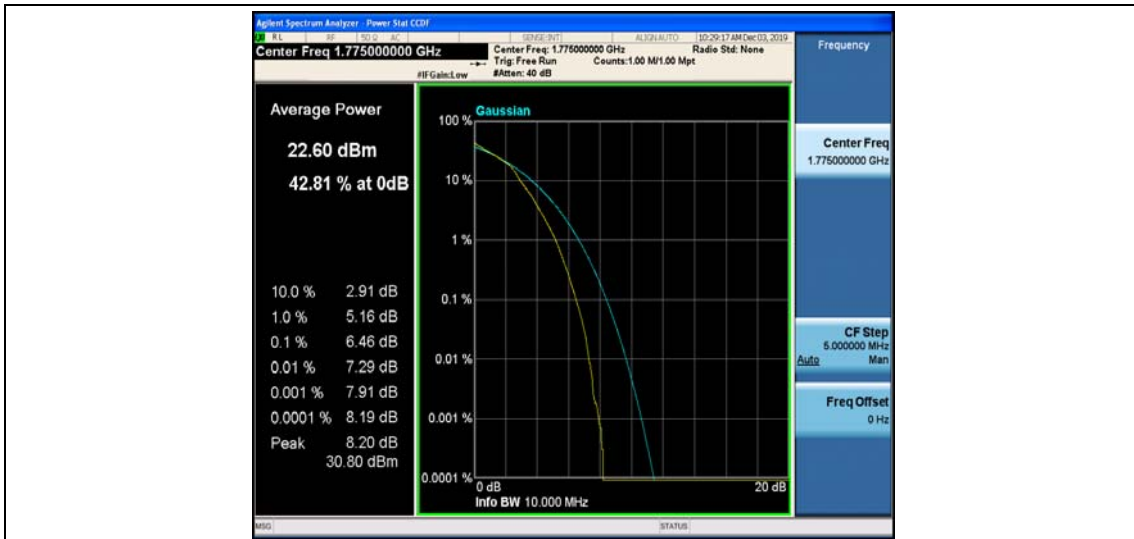 Agilent Spectrum Analyzer - Power Stat CCDF
RL RF 50 Ω AC SENSE:INT ALIGN AUTO 10:29:17 AM Dec 03, 2019
Center Freq 1.775000000 GHz
Center Freq: 1.775000000 GHz Radio Std: None
Trig: Free Run Counts:1.00 M/1.00 Mpt
#IFGain:Low #Atten: 40 dB
Frequency
Average Power
22.60 dBm
42.81 % at 0dB
10.0 % 2.91 dB
1.0 % 5.16 dB
0.1 % 6.46 dB
0.01 % 7.29 dB
0.001 % 7.91 dB
0.0001 % 8.19 dB
Peak 8.20 dB
30.80 dBm
Gaussian
100 %
10 %
1 %
0.1 %
0.01 %
0.001 %
0.0001 %
0 dB 20 dB
Info BW 10.000 MHz
Center Freq
1.775000000 GHz
CF Step
5.000000 MHz
Auto Man
Freq Offset
0 Hz
MSG STATUS